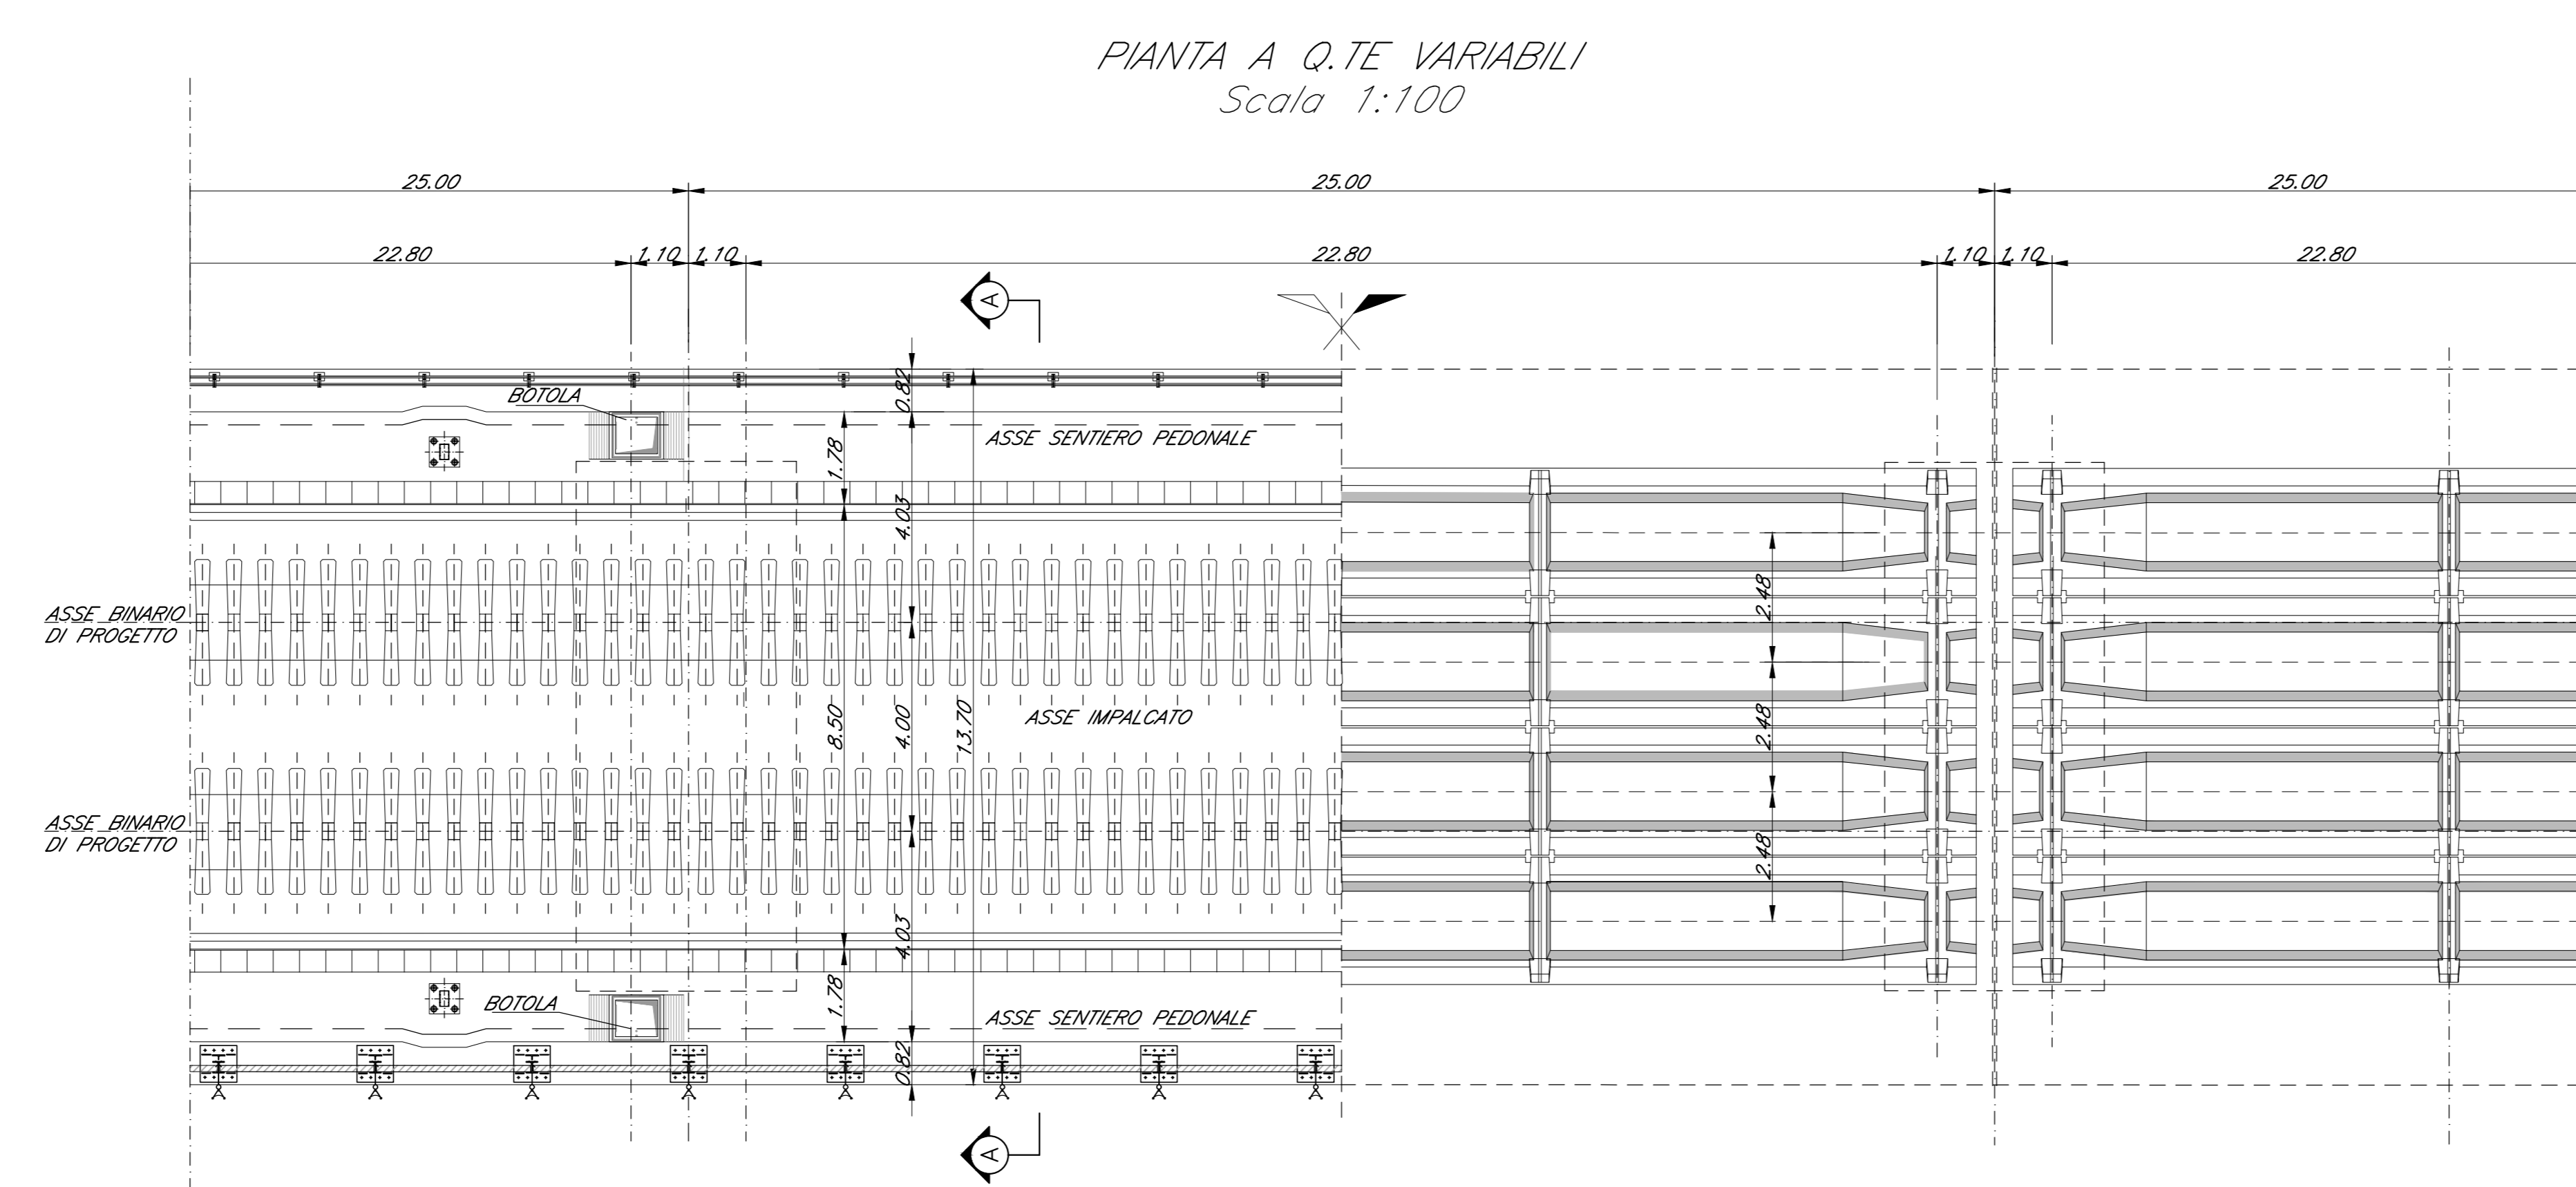 PIANTA A Q.TE VARIABILI
Scala 1:100
25.00 25.00 25.00
22.80 1.10 1.10 22.80 1.10 1.10 22.80
A
0.82
BOTOLA
1.78
ASSE SENTIERO PEDONALE
4.03
2.48
ASSE BINARIO
DI PROGETTO
8.50
4.00
13.70
ASSE IMPALCATO
2.48
ASSE BINARIO
DI PROGETTO
2.48
4.03
1.78
BOTOLA
ASSE SENTIERO PEDONALE
0.82
A